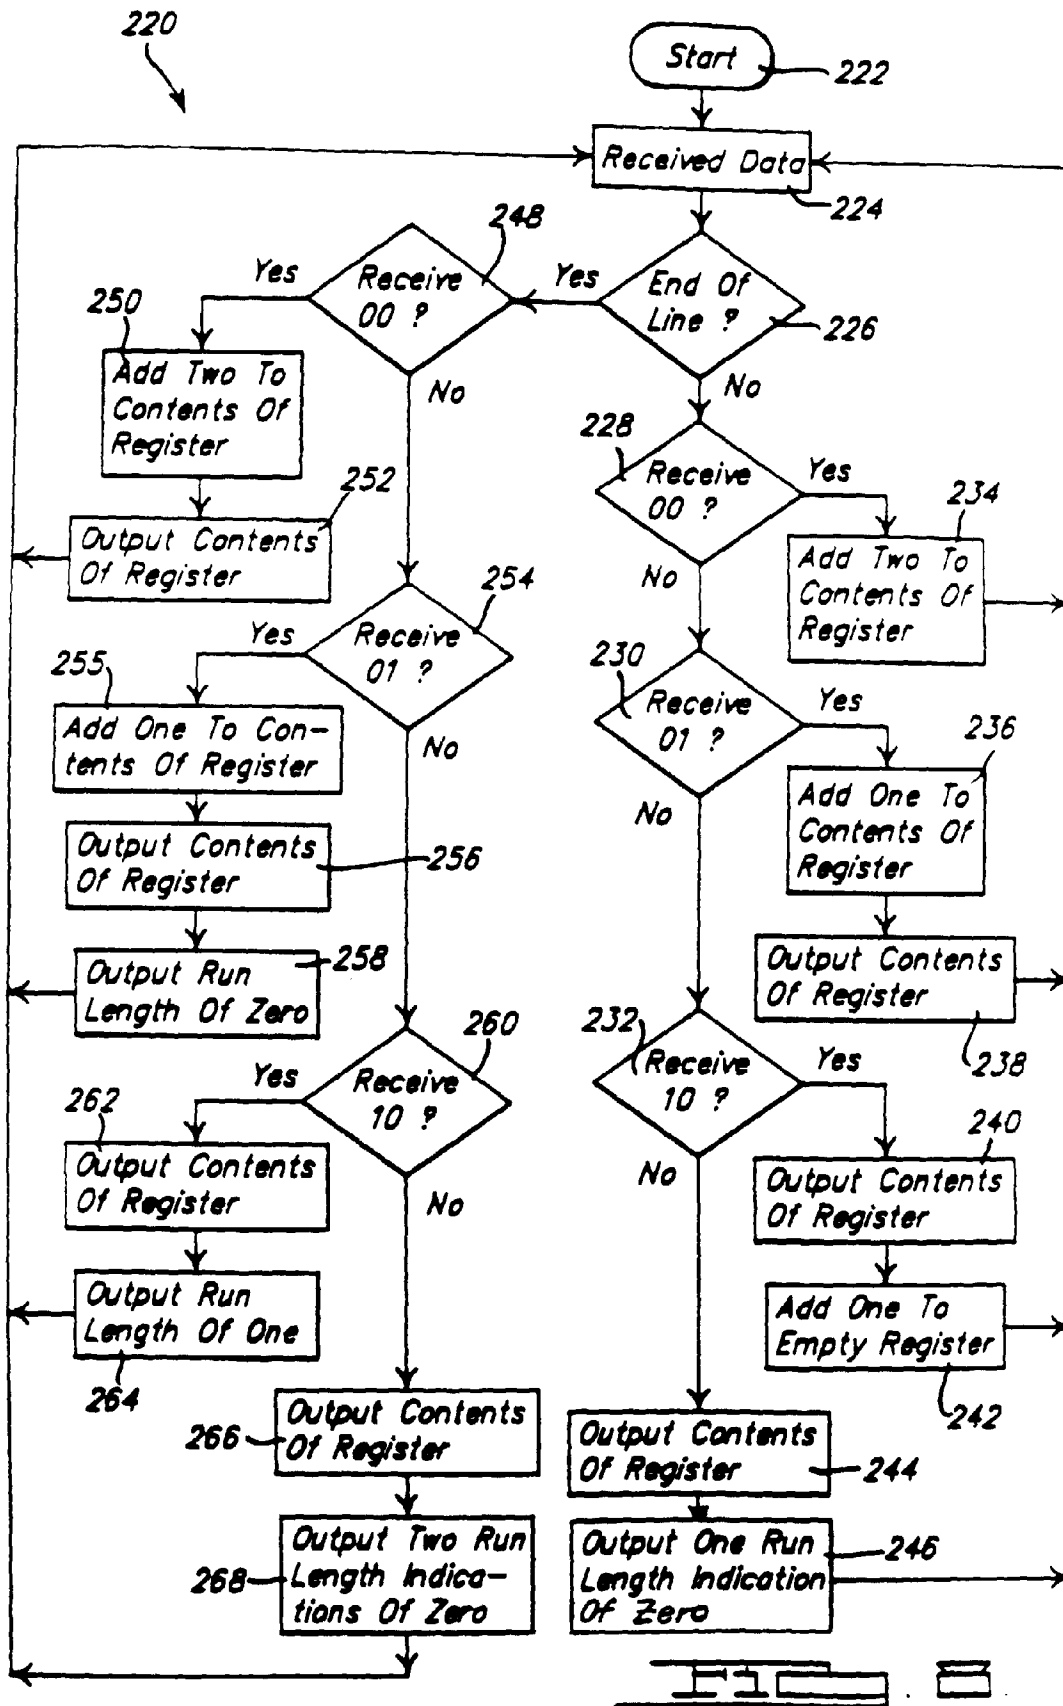 220
Start
222
Received Data
224
248
Receive
00 ?
Yes
Yes
End Of
Line ?
226
250
Add Two To
Contents Of
Register
No
No
228
Receive
00 ?
Yes
252
Output Contents
Of Register
234
Add Two To
Contents Of
Register
No
254
Receive
01 ?
Yes
230
Receive
01 ?
Yes
255
Add One To Con-
tents Of Register
No
236
Add One To
Contents Of
Register
No
Output Contents
Of Register
256
Output Run
Length Of Zero
258
Output Contents
Of Register
238
260
Receive
10 ?
Yes
232
Receive
10 ?
Yes
262
Output Contents
Of Register
No
No
240
Output Contents
Of Register
Output Run
Length Of One
264
Add One To
Empty Register
242
Output Contents
Of Register
266
Output Contents
Of Register
244
Output Two Run
Length Indica-
tions Of Zero
268
Output One Run
Length Indication
Of Zero
246